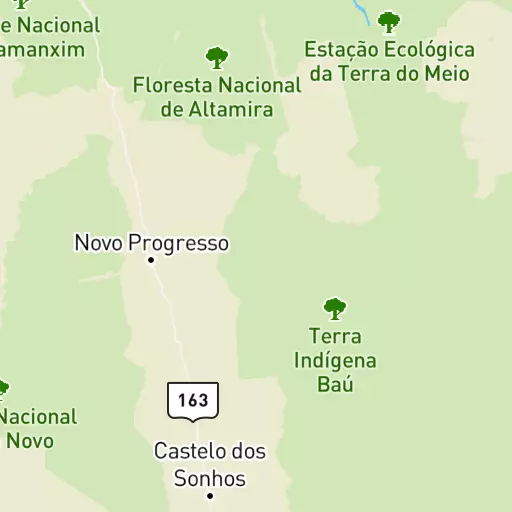 e Nacional
amanxim
Estação Ecológica
da Terra do Meio
Floresta Nacional
de Altamira
Novo Progresso
Terra
Indígena
Baú
163
Nacional
Novo
Castelo dos
Sonhos